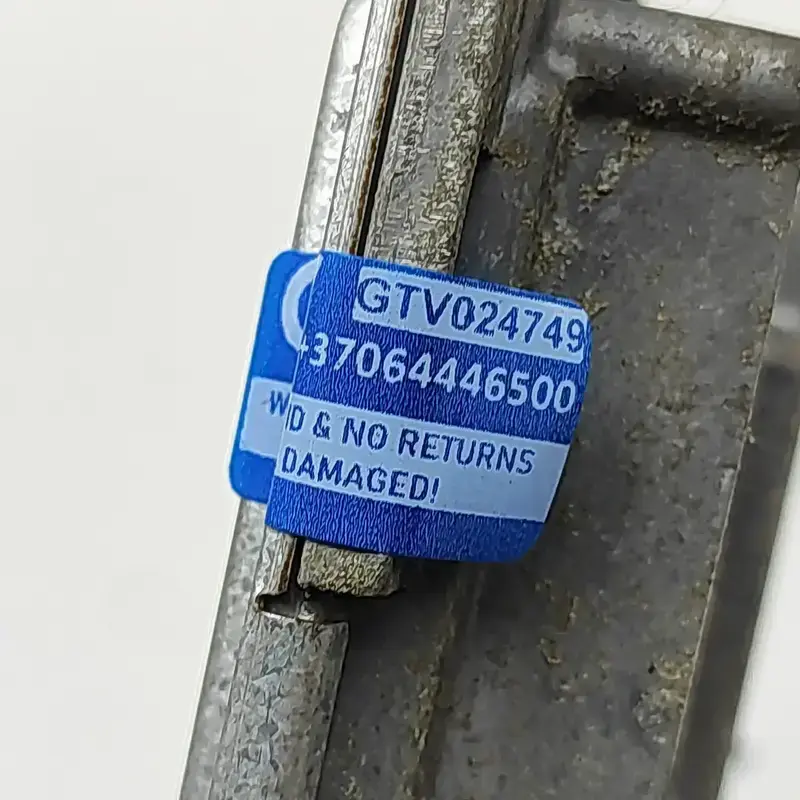 GTV024749
+37064446500
D & NO RETURNS
DAMAGED!